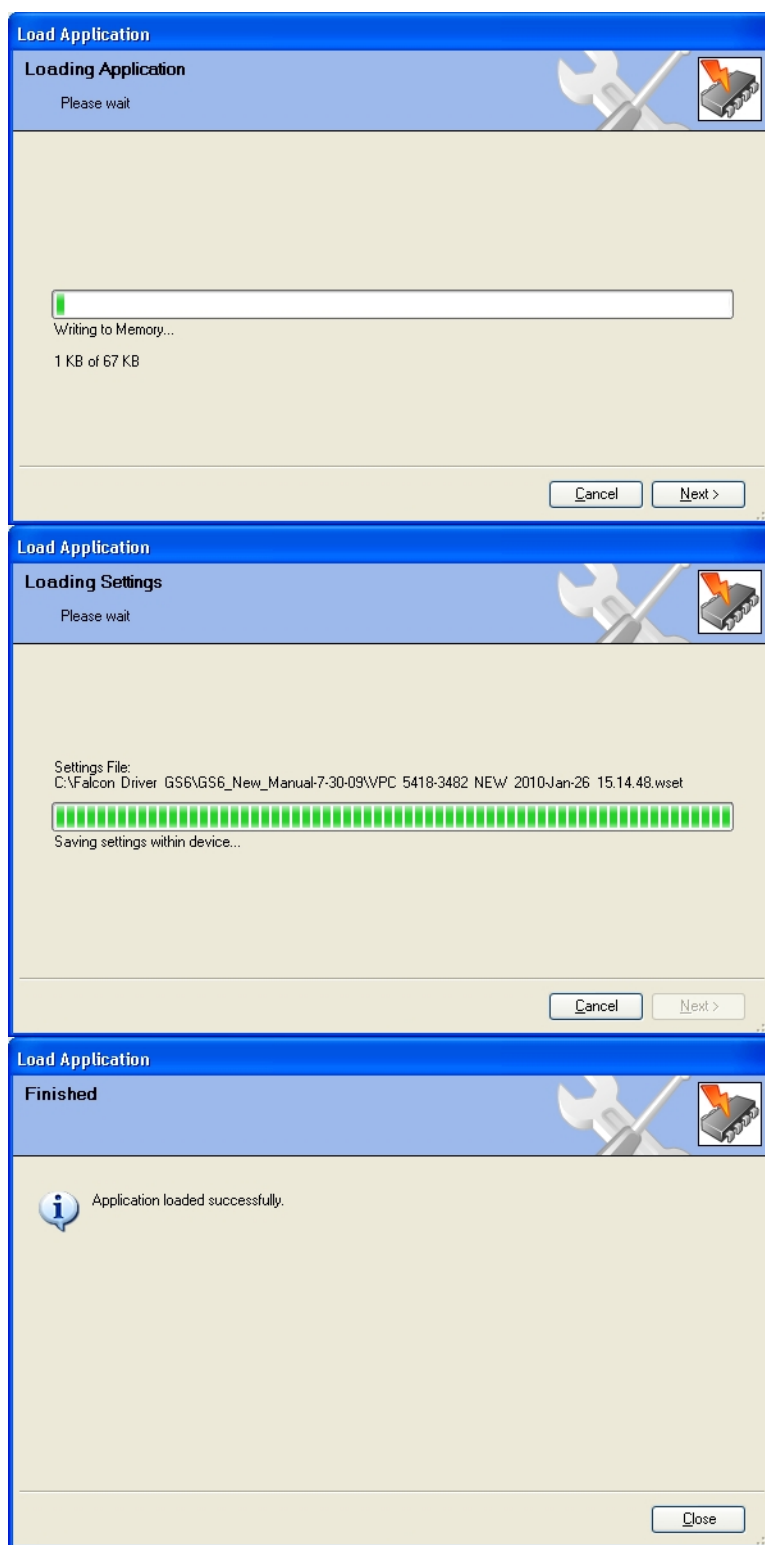 Load Application
Loading Application
Please wait
Writing to Memory...
1 KB of 67 KB
Cancel Next >
Load Application
Loading Settings
Please wait
Settings File:
C:\Falcon Driver GS6\GS6_New_Manual-7-30-09\VPC 5418-3482 NEW 2010-Jan-26 15.14.48.wset
Saving settings within device...
Cancel Next >
Load Application
Finished
Application loaded successfully.
Close